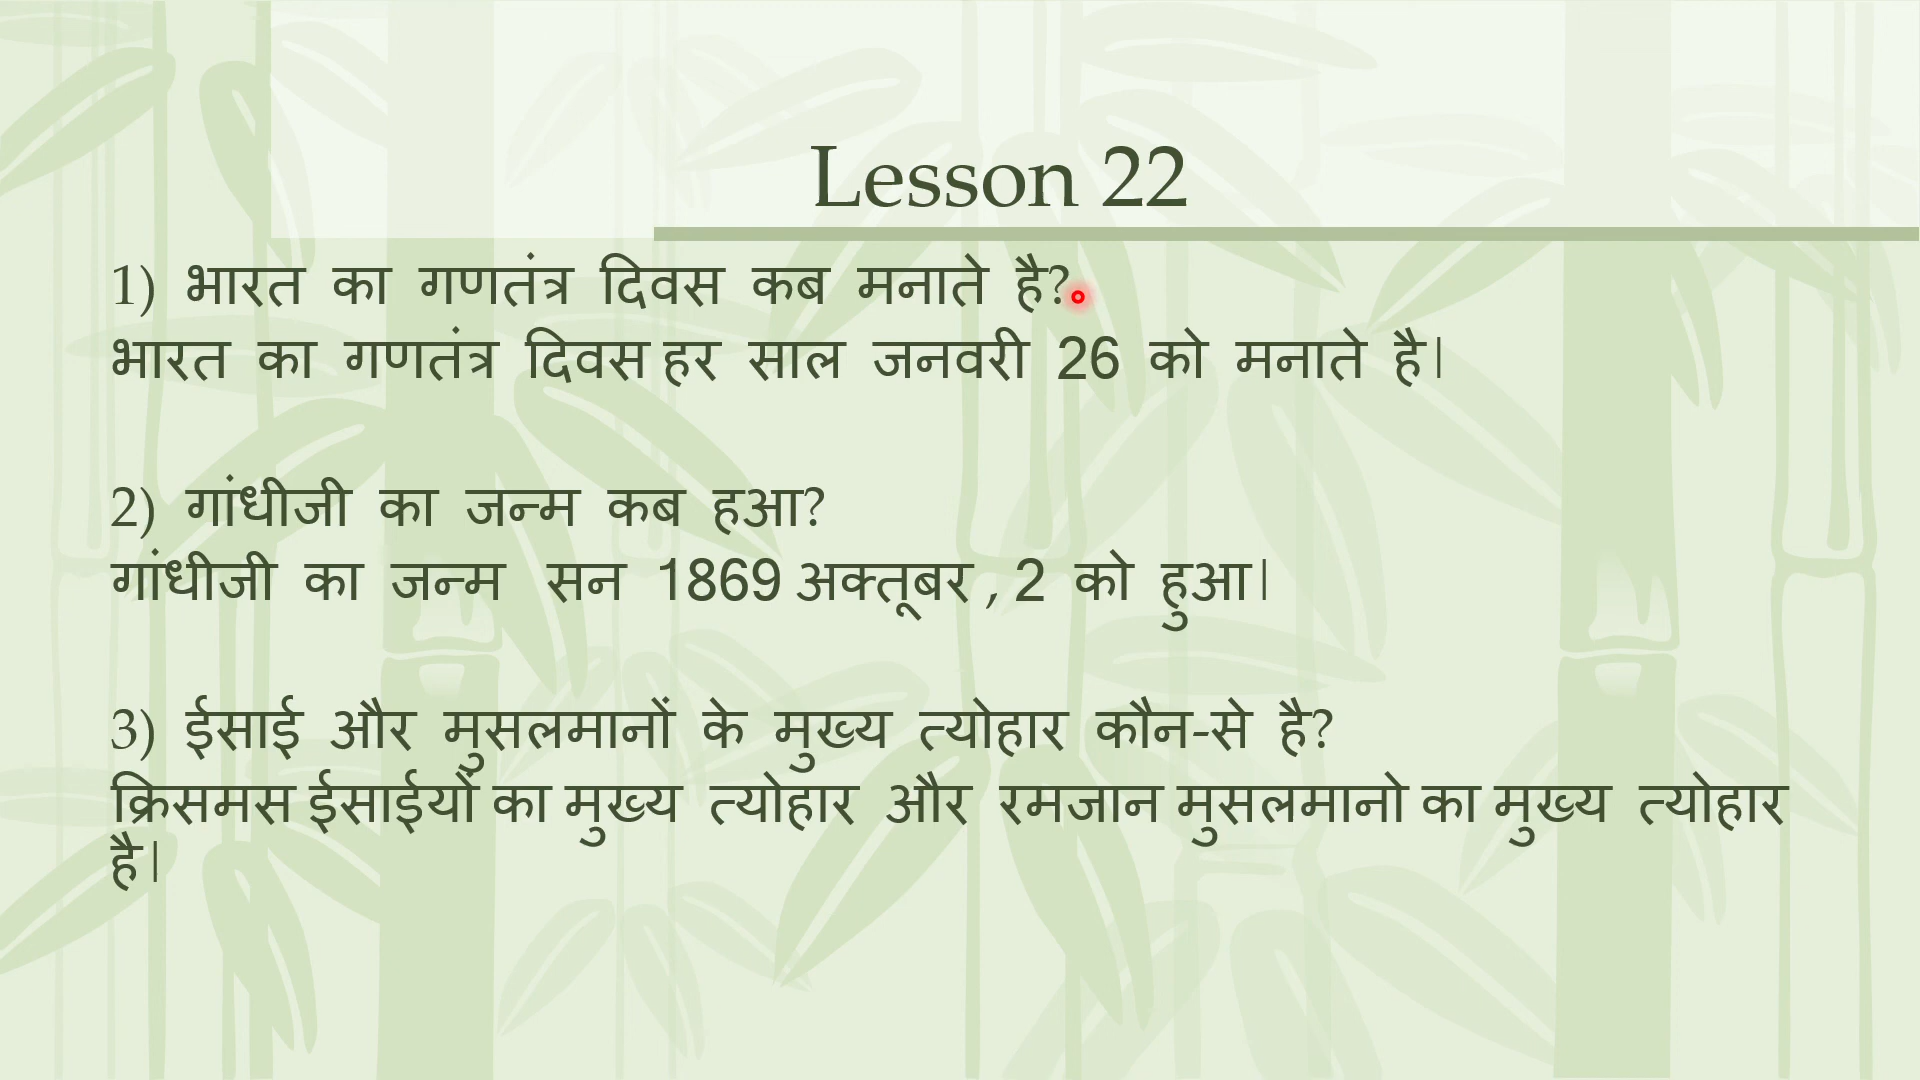 Lesson 22
1) भारत का गणतंत्र दिवस कब मनाते है?
भारत का गणतंत्र दिवस हर साल जनवरी 26 को मनाते है।
2) गांधीजी का जन्म कब हआ?
गांधीजी का जन्म सन 1869 अक्तूबर , 2 को हुआ।
3) ईसाई और मुसलमानों के मुख्य त्योहार कौन-से है?
क्रिसमस ईसाईयों का मुख्य त्योहार और रमजान मुसलमानो का मुख्य त्योहार
है।